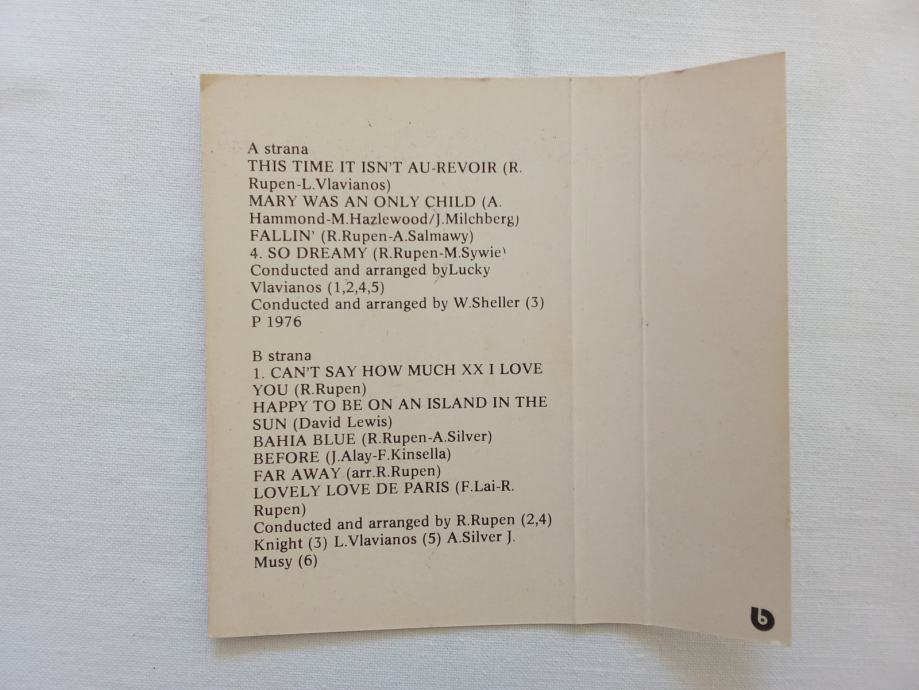 A strana
THIS TIME IT ISN'T AU-REVOIR (R.
Rupen-L.Vlavianos)
MARY WAS AN ONLY CHILD (A.
Hammond-M.Hazlewood/J.Milchberg)
FALLIN' (R.Rupen-A.Salmawy)
4. SO DREAMY (R.Rupen-M.Sywie)
Conducted and arranged byLucky
Vlavianos (1,2,4,5)
Conducted and arranged by W.Sheller (3)
P 1976
B strana
1. CAN'T SAY HOW MUCH XX I LOVE
YOU (R.Rupen)
HAPPY TO BE ON AN ISLAND IN THE
SUN (David Lewis)
BAHIA BLUE (R.Rupen-A.Silver)
BEFORE (J.Alay-F.Kinsella)
FAR AWAY (arr.R.Rupen)
LOVELY LOVE DE PARIS (F.Lai-R.
Rupen)
Conducted and arranged by R.Rupen (2,4)
Knight (3) L.Vlavianos (5) A.Silver J.
Musy (6)